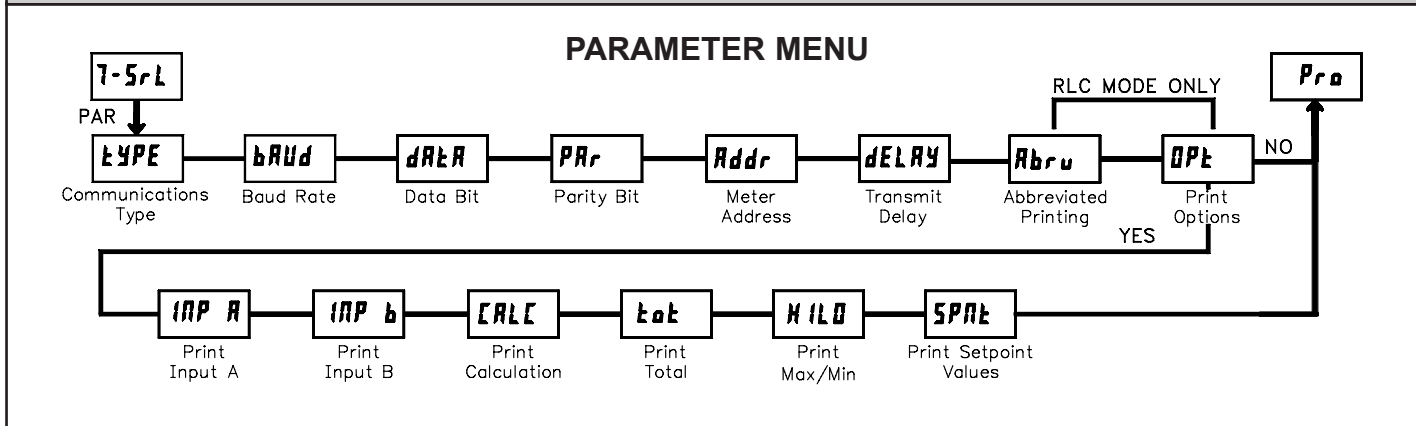 PARAMETER MENU
7-SrL
Pro
RLC MODE ONLY
PAR
tYPE
bAUd
dAtA
PAr
Addr
dELAY
Abrv
OPt
NO
Communications
Type
Baud Rate
Data Bit
Parity Bit
Meter
Address
Transmit
Delay
Abbreviated
Printing
Print
Options
YES
INP A
INP b
CALC
tot
HILO
SPNt
Print
Input A
Print
Input B
Print
Calculation
Print
Total
Print
Max/Min
Print Setpoint
Values